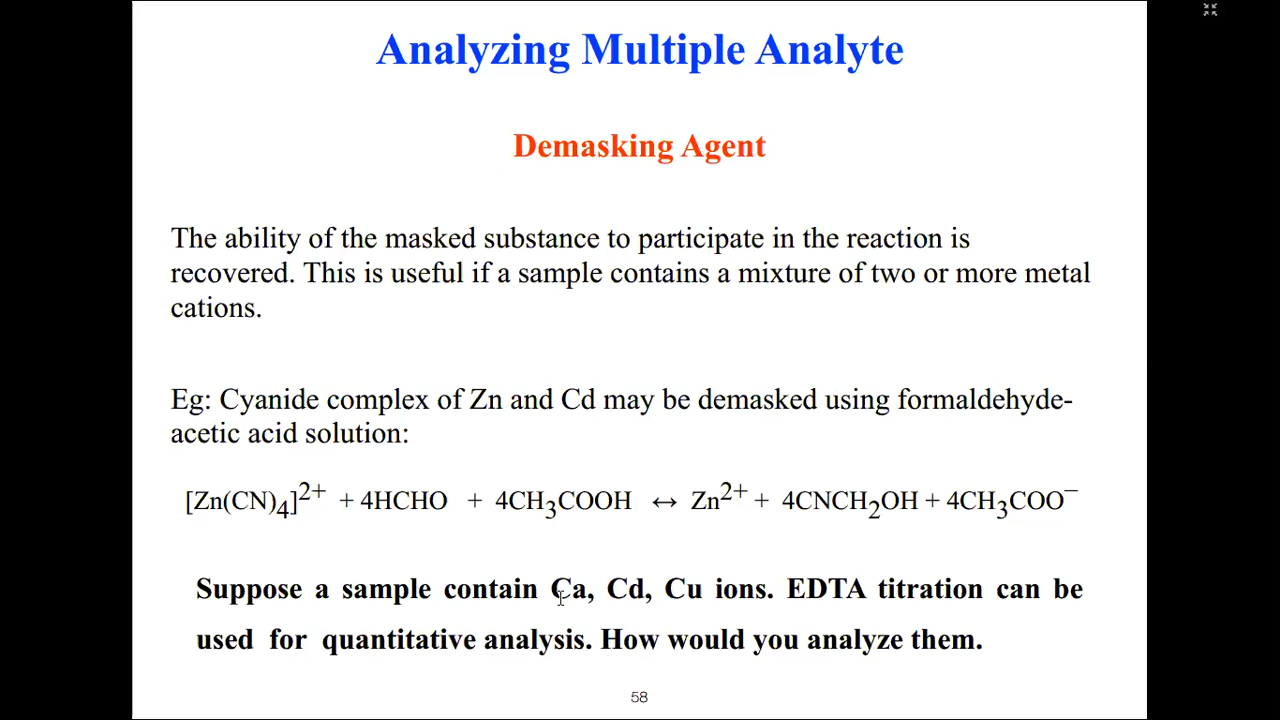 Analyzing Multiple Analyte
Demasking Agent
The ability of the masked substance to participate in the reaction is
recovered. This is useful if a sample contains a mixture of two or more metal
cations.
Eg: Cyanide complex of Zn and Cd may be demasked using formaldehyde-
acetic acid solution:
[Zn(CN)₄]²⁺ + 4HCHO + 4CH₃COOH ↔ Zn²⁺ + 4CNCH₂OH + 4CH₃COO⁻
Suppose a sample contain Ca, Cd, Cu ions. EDTA titration can be
used for quantitative analysis. How would you analyze them.
58